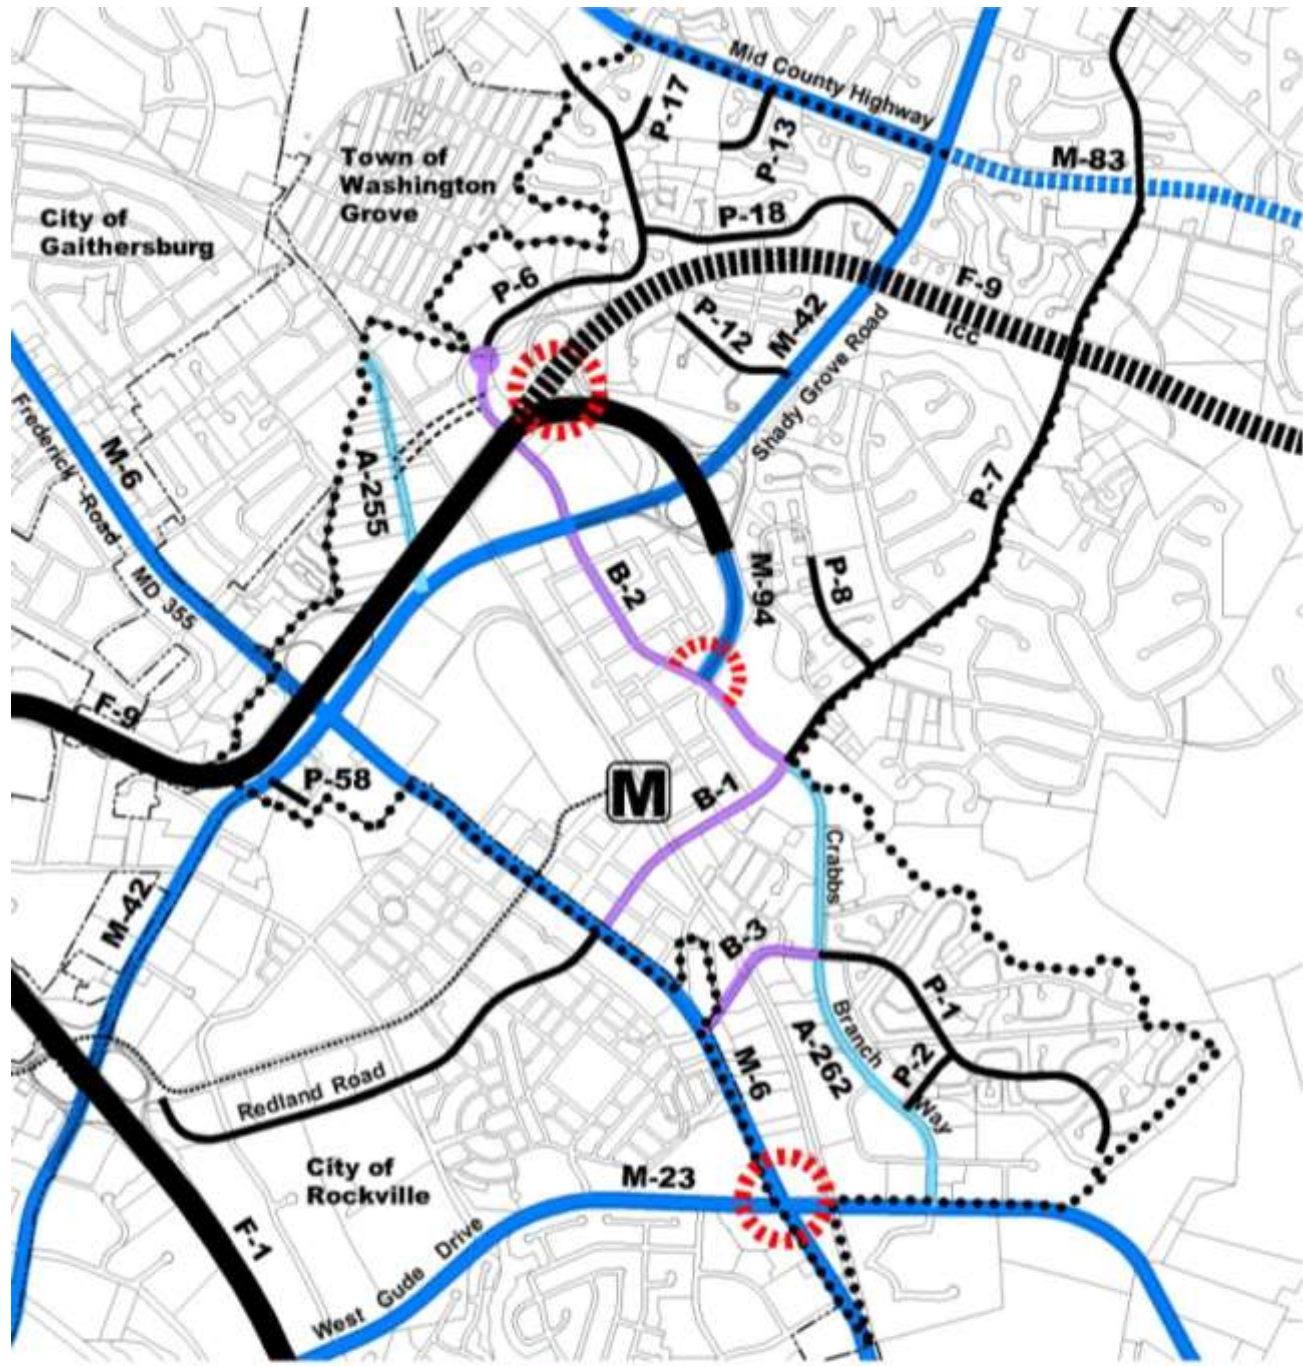 Mid County Highway
P-17
P-13
M-83
Town of
Washington
Grove
City of
Gaithersburg
P-18
P-6
F-9
ICC
P-12
M-42
Shady Grove Road
Frederick Road MD 355
M-6
A-255
P-7
B-2
M-94
P-8
F-9
P-58
M
B-1
Crabbs
M-42
B-3
P-1
Branch
A-262
P-2
Way
M-6
Redland Road
City of
Rockville
M-23
F-1
West Gude Drive